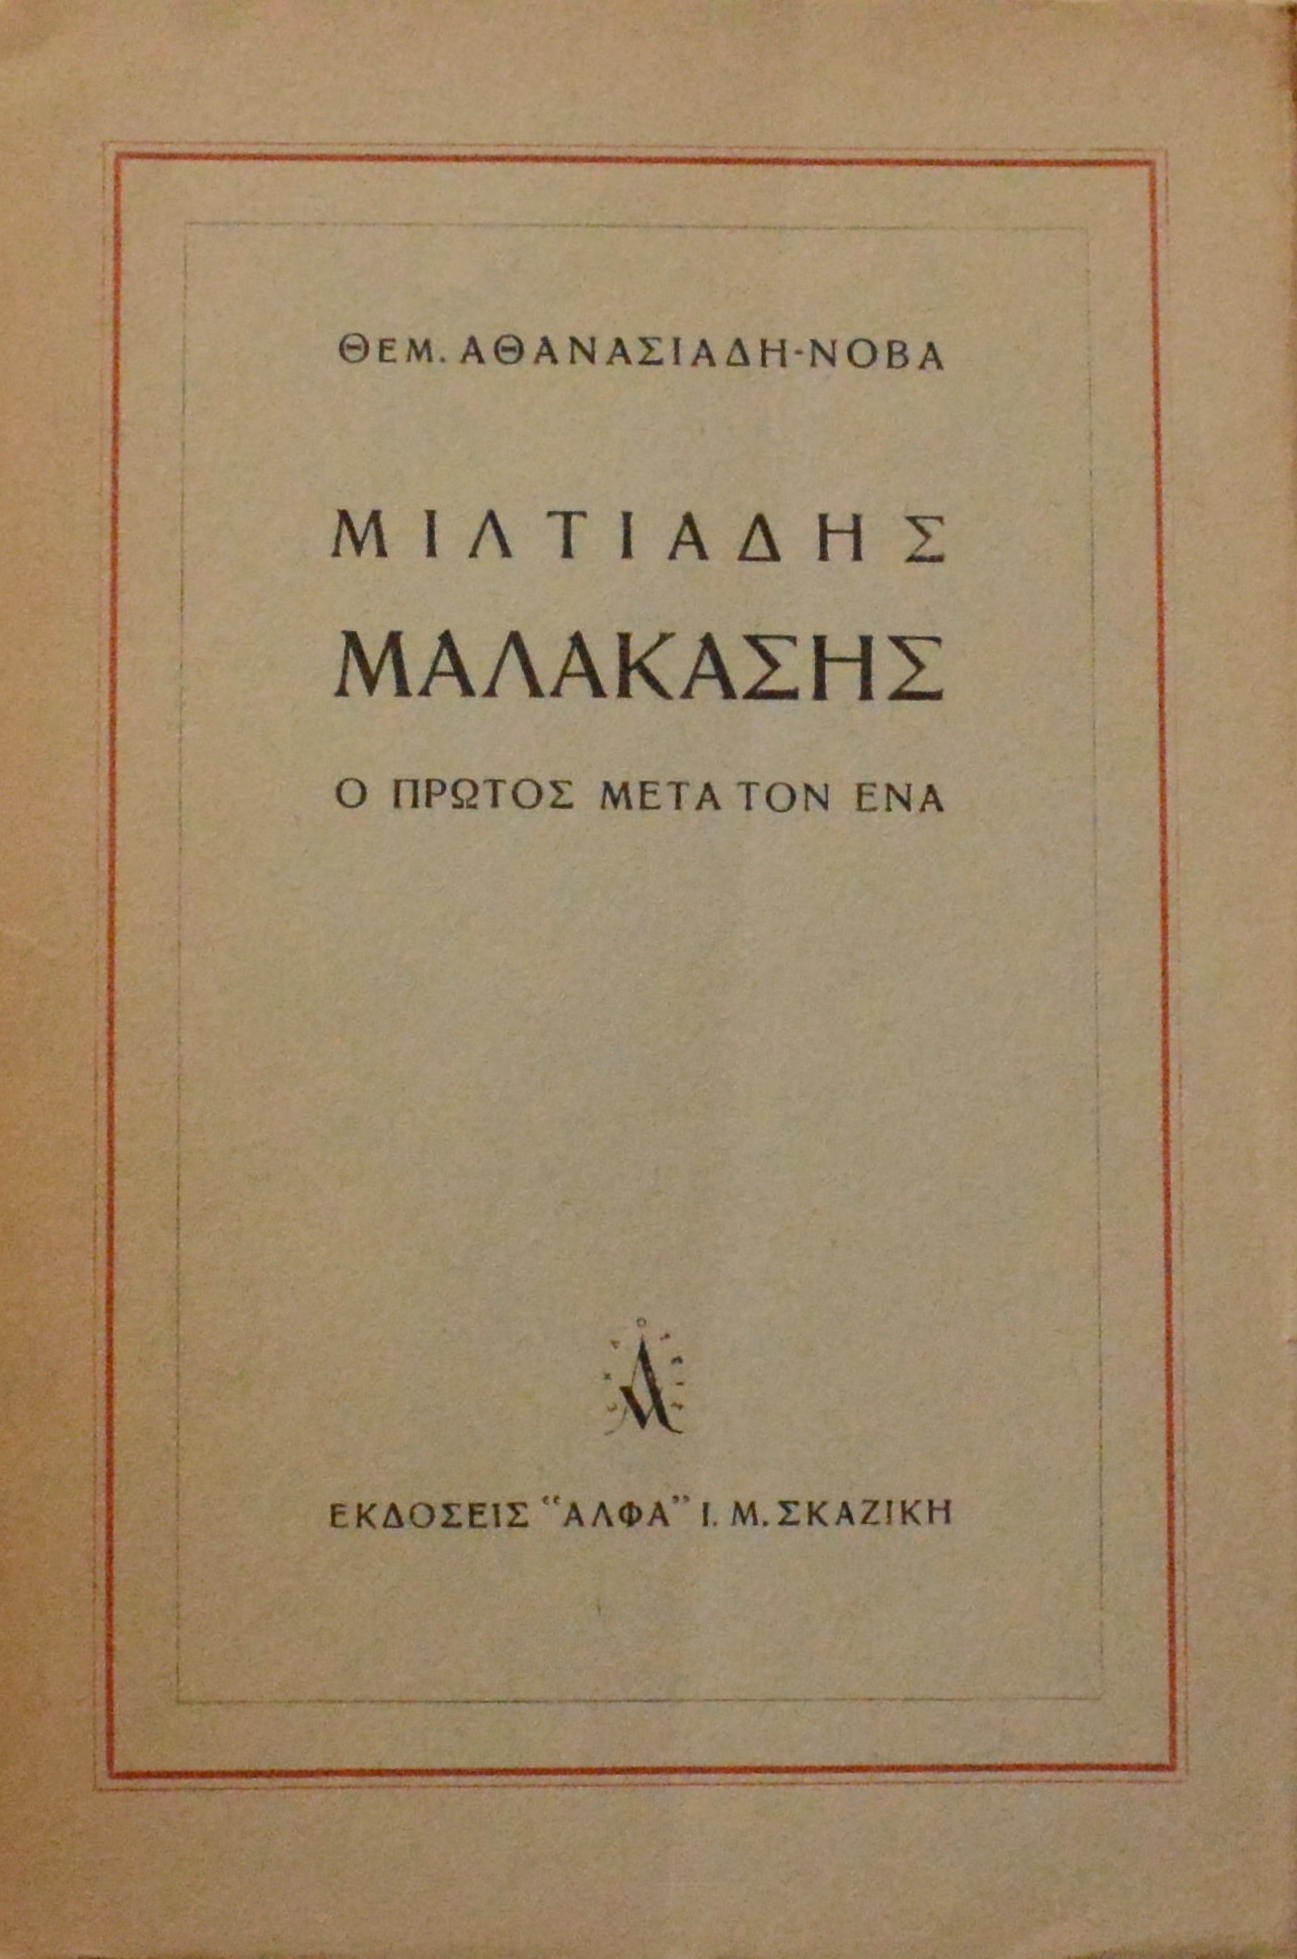 ΘΕΜ. ΑΘΑΝΑΣΙΑΔΗ-ΝΟΒΑ
ΜΙΛΤΙΑΔΗΣ
ΜΑΛΑΚΑΣΗΣ
Ο ΠΡΩΤΟΣ ΜΕΤΑ ΤΟΝ ΕΝΑ
ΕΚΔΟΣΕΙΣ “ΑΛΦΑ” Ι. Μ. ΣΚΑΖΙΚΗ